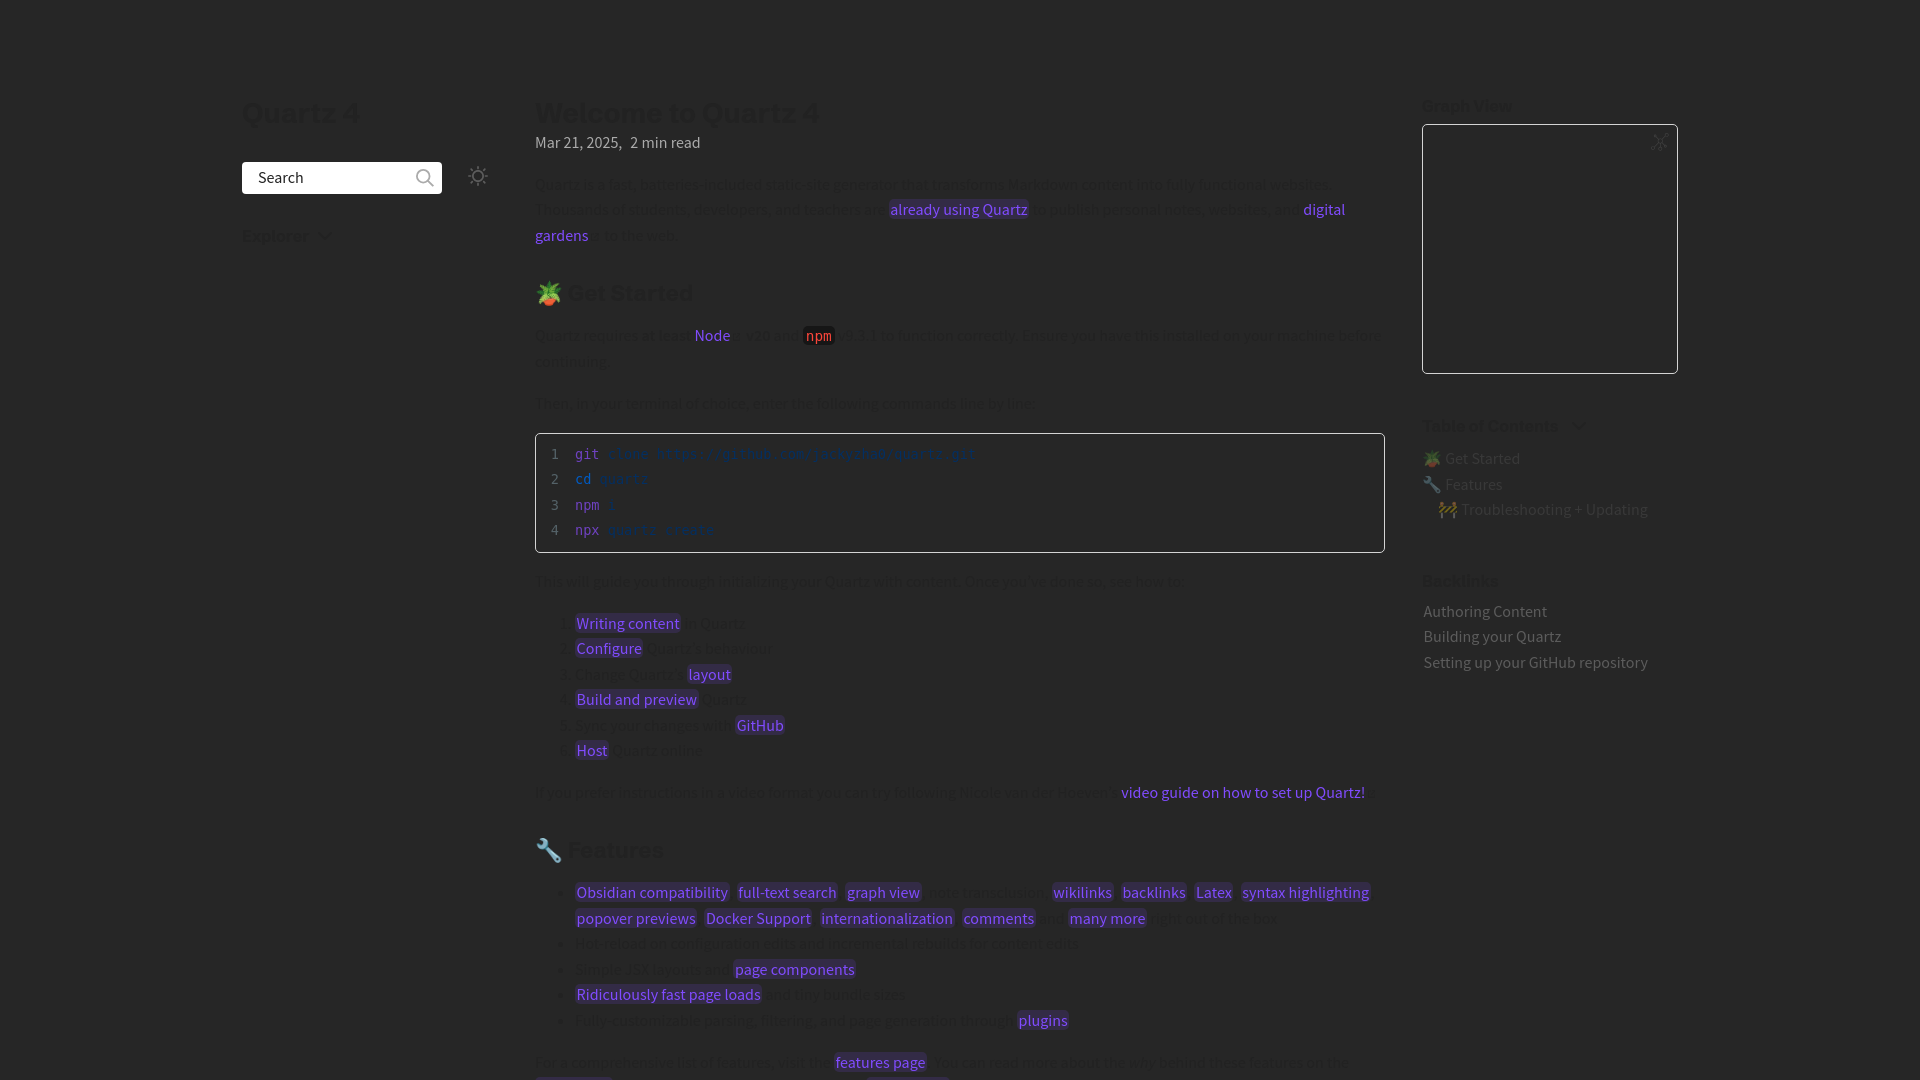 Quartz 4
Search
Explorer
Welcome to Quartz 4
Mar 21, 2025, 2 min read
Quartz is a fast, batteries-included static-site generator that transforms Markdown content into fully functional websites.
Thousands of students, developers, and teachers are already using Quartz to publish personal notes, websites, and digital
gardens to the web.
🪴 Get Started
Quartz requires at least Node v20 and npm v9.3.1 to function correctly. Ensure you have this installed on your machine before
continuing.
Then, in your terminal of choice, enter the following commands line by line:
1 git clone https://github.com/jackyzha0/quartz.git
2 cd quartz
3 npm i
4 npx quartz create
This will guide you through initializing your Quartz with content. Once you've done so, see how to:
1. Writing content in Quartz
2. Configure Quartz's behaviour
3. Change Quartz's layout
4. Build and preview Quartz
5. Sync your changes with GitHub
6. Host Quartz online
If you prefer instructions in a video format you can try following Nicole van der Hoeven's video guide on how to set up Quartz!
🔧 Features
Obsidian compatibility, full-text search, graph view, note transclusion, wikilinks, backlinks, Latex, syntax highlighting,
popover previews, Docker Support, internationalization, comments and many more right out of the box
Hot-reload on configuration edits and incremental rebuilds for content edits
Simple JSX layouts and page components
Ridiculously fast page loads and tiny bundle sizes
Fully-customizable parsing, filtering, and page generation through plugins
For a comprehensive list of features, visit the features page. You can read more about the why behind these features on the
Graph View
Table of Contents
🪴 Get Started
🔧 Features
🚧 Troubleshooting + Updating
Backlinks
Authoring Content
Building your Quartz
Setting up your GitHub repository